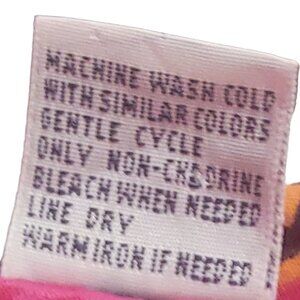 MACHINE WASH COLD
WITH SIMILAR COLORS
GENTLE CYCLE
ONLY NON-CHLORINE
BLEACH WHEN NEEDED
LINE DRY
WARM IRON IF NEEDED